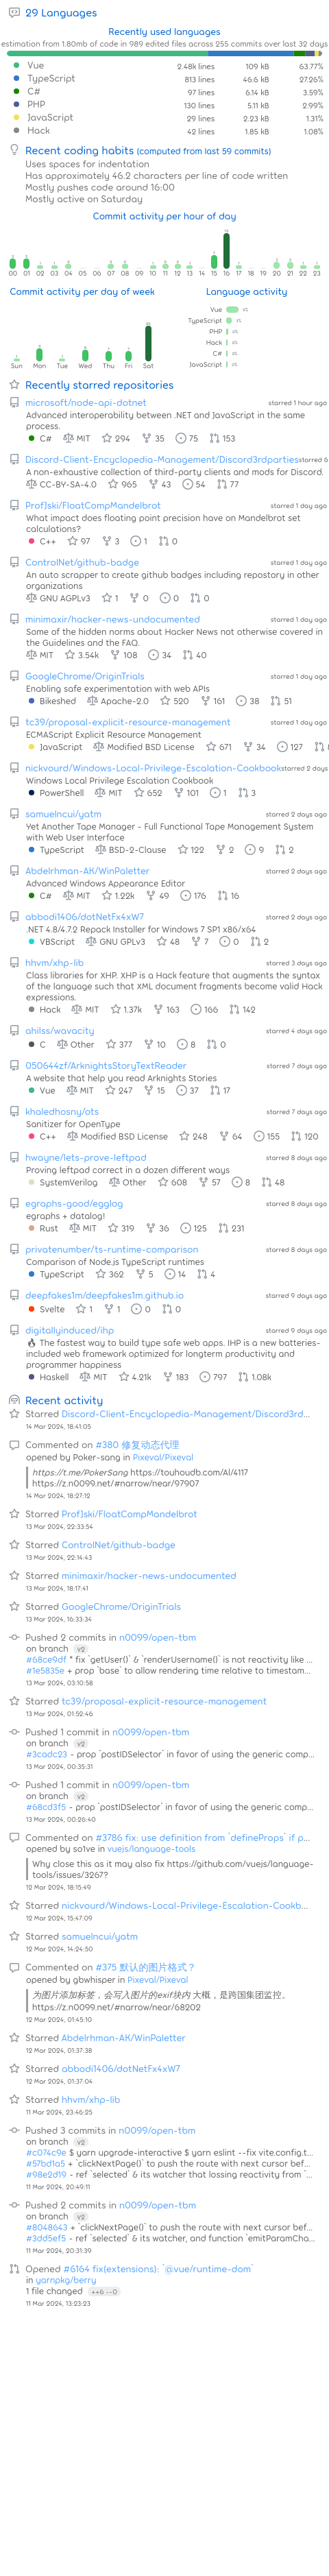 29 Languages
Recently used languages
estimation from 1.80mb of code in 989 edited files across 255 commits over last 32 days
Vue 2.48k lines 109 kB 63.77%
TypeScript 813 lines 46.6 kB 27.26%
C# 97 lines 6.14 kB 3.59%
PHP 130 lines 5.11 kB 2.99%
JavaScript 29 lines 2.23 kB 1.31%
Hack 42 lines 1.85 kB 1.08%
Recent coding habits (computed from last 59 commits)
Uses spaces for indentation
Has approximately 46.2 characters per line of code written
Mostly pushes code around 16:00
Mostly active on Saturday
Commit activity per hour of day
00 01 02 03 04 05 06 07 08 09 10 11 12 13 14 15 16 17 18 19 20 21 22 23
Commit activity per day of week
Language activity
Vue
TypeScript
PHP
Hack
C#
JavaScript
Sun Mon Tue Wed Thu Fri Sat
Recently starred repositories
microsoft/node-api-dotnet starred 1 hour ago
Advanced interoperability between .NET and JavaScript in the same
process.
C# MIT 294 35 75 153
Discord-Client-Encyclopedia-Management/Discord3rdparties starred 6
A non-exhaustive collection of third-party clients and mods for Discord.
CC-BY-SA-4.0 965 43 54 77
ProfJski/FloatCompMandelbrot starred 1 day ago
What impact does floating point precision have on Mandelbrot set
calculations?
C++ 97 3 1 0
ControlNet/github-badge starred 1 day ago
An auto scrapper to create github badges including repository in other
organizations
GNU AGPLv3 1 0 0 0
minimaxir/hacker-news-undocumented starred 1 day ago
Some of the hidden norms about Hacker News not otherwise covered in
the Guidelines and the FAQ.
MIT 3.54k 108 34 40
GoogleChrome/OriginTrials starred 1 day ago
Enabling safe experimentation with web APIs
Bikeshed Apache-2.0 520 161 38 51
tc39/proposal-explicit-resource-management starred 1 day ago
ECMAScript Explicit Resource Management
JavaScript Modified BSD License 671 34 127
nickvourd/Windows-Local-Privilege-Escalation-Cookbook starred 2 days
Windows Local Privilege Escalation Cookbook
PowerShell MIT 652 101 1 3
samuelncui/yatm starred 2 days ago
Yet Another Tape Manager - Full Functional Tape Management System
with Web User Interface
TypeScript BSD-2-Clause 122 2 9 2
Abdelrhman-AK/WinPaletter starred 2 days ago
Advanced Windows Appearance Editor
C# MIT 1.22k 49 176 16
abbodi1406/dotNetFx4xW7 starred 2 days ago
.NET 4.8/4.7.2 Repack Installer for Windows 7 SP1 x86/x64
VBScript GNU GPLv3 48 7 0 2
hhvm/xhp-lib starred 3 days ago
Class libraries for XHP. XHP is a Hack feature that augments the syntax
of the language such that XML document fragments become valid Hack
expressions.
Hack MIT 1.37k 163 166 142
ahilss/wavacity starred 4 days ago
C Other 377 10 8 0
050644zf/ArknightsStoryTextReader starred 7 days ago
A website that help you read Arknights Stories
Vue MIT 247 15 37 17
khaledhosny/ots starred 7 days ago
Sanitizer for OpenType
C++ Modified BSD License 248 64 155 120
hwayne/lets-prove-leftpad starred 8 days ago
Proving leftpad correct in a dozen different ways
SystemVerilog Other 608 57 8 48
egraphs-good/egglog starred 8 days ago
egraphs + datalog!
Rust MIT 319 36 125 231
privatenumber/ts-runtime-comparison starred 8 days ago
Comparison of Node.js TypeScript runtimes
TypeScript 362 5 14 4
deepfakes1m/deepfakes1m.github.io starred 9 days ago
Svelte 1 1 0 0
digitallyinduced/ihp starred 9 days ago
🔥 The fastest way to build type safe web apps. IHP is a new batteries-
included web framework optimized for longterm productivity and
programmer happiness
Haskell MIT 4.21k 183 797 1.08k
Recent activity
Starred Discord-Client-Encyclopedia-Management/Discord3rd...
14 Mar 2024, 18:41:05
Commented on #380 修复动态代理
opened by Poker-sang in Pixeval/Pixeval
https://t.me/PokerSang https://touhoudb.com/Al/4117
https://z.n0099.net/#narrow/near/97907
14 Mar 2024, 18:27:12
Starred ProfJski/FloatCompMandelbrot
13 Mar 2024, 22:33:54
Starred ControlNet/github-badge
13 Mar 2024, 22:14:43
Starred minimaxir/hacker-news-undocumented
13 Mar 2024, 18:17:41
Starred GoogleChrome/OriginTrials
13 Mar 2024, 16:33:34
Pushed 2 commits in n0099/open-tbm
on branch v2
#68ce9df * fix `getUser()` & `renderUsername()` is not reactivity like ...
#1e5835e + prop `base` to allow rendering time relative to timestam...
13 Mar 2024, 03:10:58
Starred tc39/proposal-explicit-resource-management
13 Mar 2024, 01:52:46
Pushed 1 commit in n0099/open-tbm
on branch v2
#3cadc23 - prop `postIDSelector` in favor of using the generic comp...
13 Mar 2024, 00:35:31
Pushed 1 commit in n0099/open-tbm
on branch v2
#68cd3f5 - prop `postIDSelector` in favor of using the generic comp...
13 Mar 2024, 00:26:40
Commented on #3786 fix: use definition from `defineProps` if p...
opened by so1ve in vuejs/language-tools
Why close this as it may also fix https://github.com/vuejs/language-
tools/issues/3267?
12 Mar 2024, 18:15:49
Starred nickvourd/Windows-Local-Privilege-Escalation-Cookb...
12 Mar 2024, 15:47:09
Starred samuelncui/yatm
12 Mar 2024, 14:24:50
Commented on #375 默认的图片格式？
opened by gbwhisper in Pixeval/Pixeval
为图片添加标签，会写入图片的exif块内 大概，是跨国集团监控。
https://z.n0099.net/#narrow/near/68202
12 Mar 2024, 01:45:10
Starred Abdelrhman-AK/WinPaletter
12 Mar 2024, 01:37:38
Starred abbodi1406/dotNetFx4xW7
12 Mar 2024, 01:37:04
Starred hhvm/xhp-lib
11 Mar 2024, 23:46:25
Pushed 3 commits in n0099/open-tbm
on branch v2
#c074c9e $ yarn upgrade-interactive $ yarn eslint --fix vite.config.t...
#57bd1a5 + `clickNextPage()` to push the route with next cursor bef...
#98e2d19 - ref `selected` & its watcher that lossing reactivity from `...
11 Mar 2024, 20:49:11
Pushed 2 commits in n0099/open-tbm
on branch v2
#8048643 + `clickNextPage()` to push the route with next cursor bef...
#3dd5ef5 - ref `selected` & its watcher, and function `emitParamCha...
11 Mar 2024, 20:31:39
Opened #6164 fix(extensions): `@vue/runtime-dom`
in yarnpkg/berry
1 file changed ++6 --0
11 Mar 2024, 13:23:23